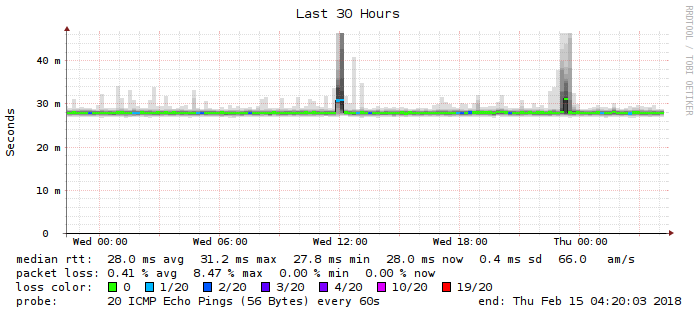 Last 30 Hours
RRDTOOL / TOBI OETIKER
Seconds
40 m
30 m
20 m
10 m
0
Wed 00:00 Wed 06:00 Wed 12:00 Wed 18:00 Thu 00:00
median rtt: 28.0 ms avg 31.2 ms max 27.8 ms min 28.0 ms now 0.4 ms sd 66.0 am/s
packet loss: 0.41 % avg 8.47 % max 0.00 % min 0.00 % now
loss color: 0 1/20 2/20 3/20 4/20 10/20 19/20
probe: 20 ICMP Echo Pings (56 Bytes) every 60s end: Thu Feb 15 04:20:03 2018